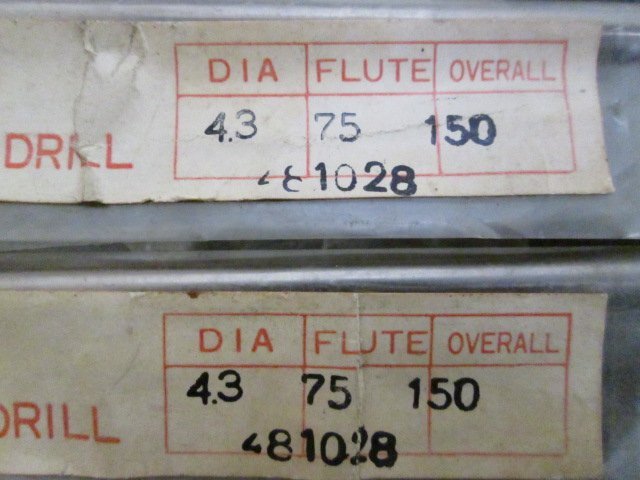 DIA FLUTE OVERALL
4.3 75 150
DRILL
481028
DIA FLUTE OVERALL
4.3 75 150
DRILL
481028